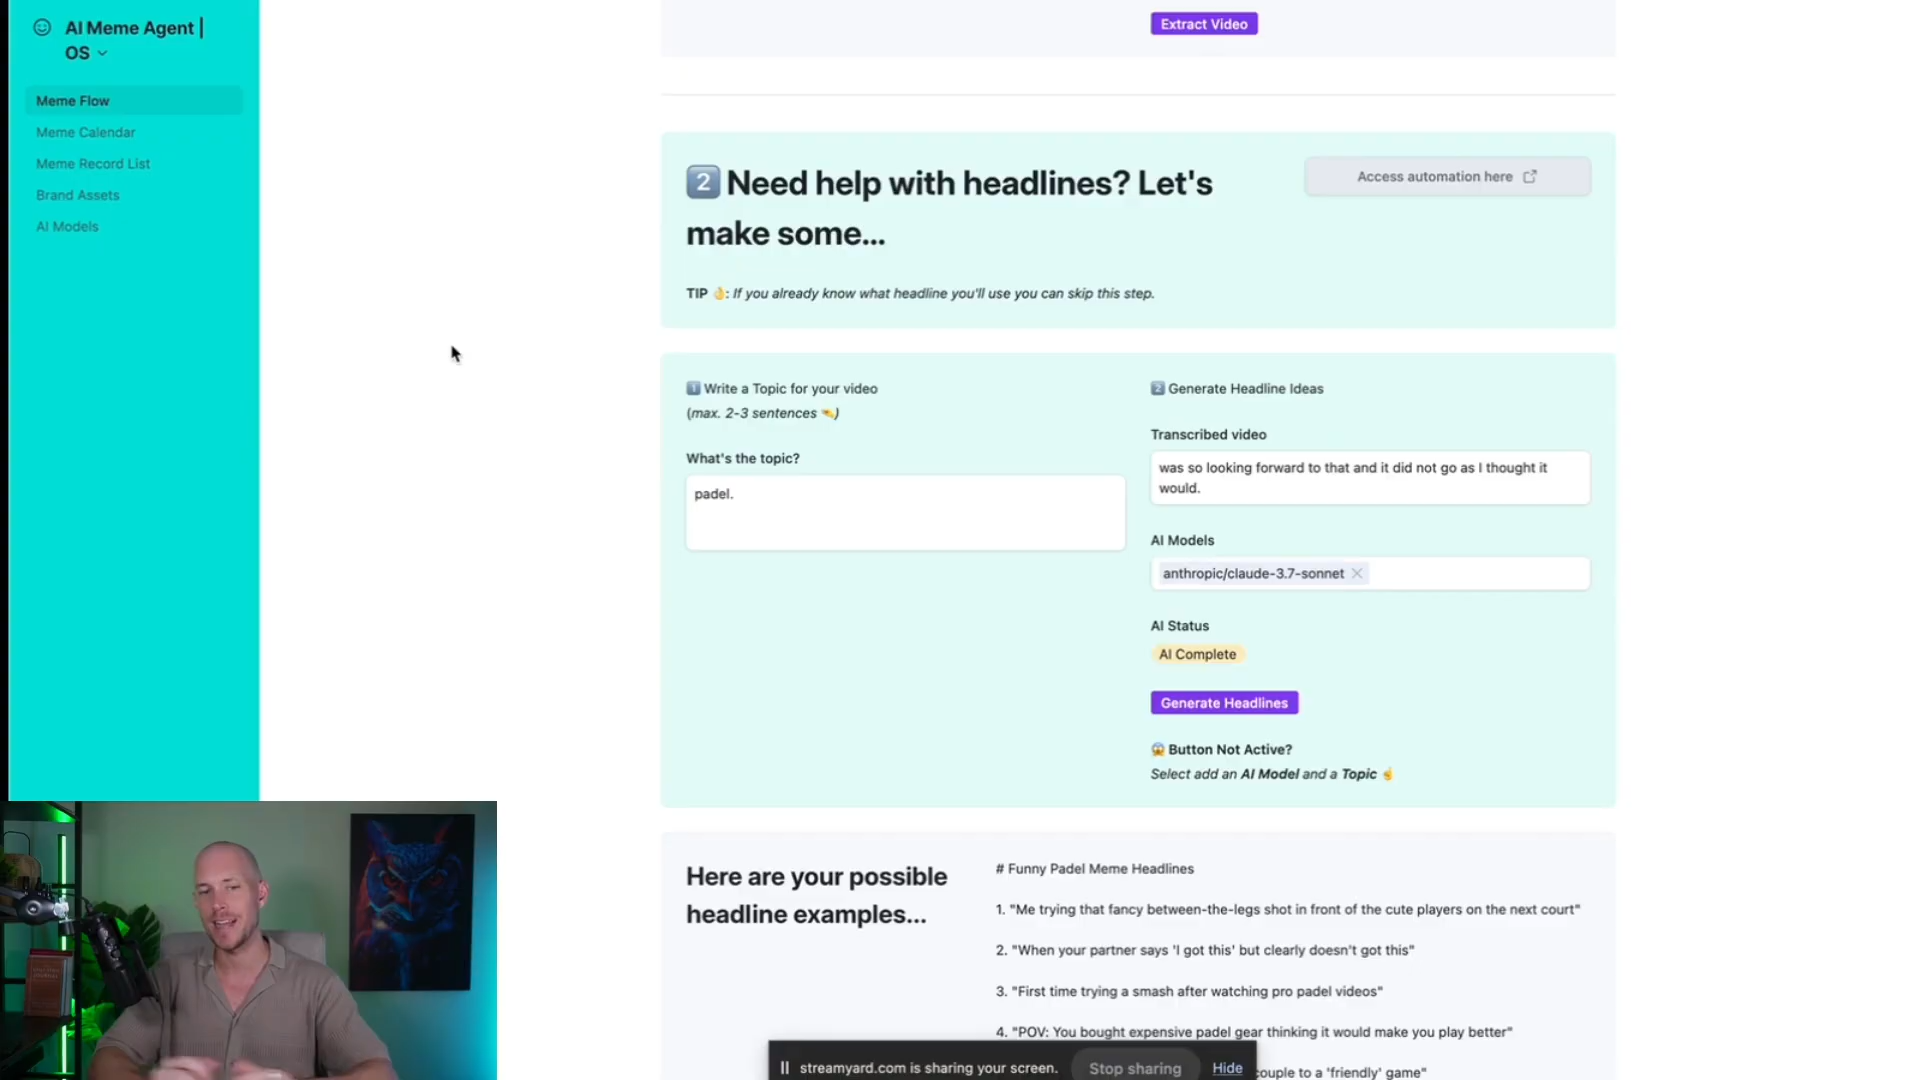 AI Meme Agent |
OS
Meme Flow
Meme Calendar
Meme Record List
Brand Assets
AI Models
Extract Video
2 Need help with headlines? Let's
make some...
Access automation here
TIP 👌: If you already know what headline you'll use you can skip this step.
1 Write a Topic for your video
(max. 2-3 sentences)
What's the topic?
padel.
2 Generate Headline Ideas
Transcribed video
was so looking forward to that and it did not go as I thought it
would.
AI Models
anthropic/claude-3.7-sonnet
AI Status
AI Complete
Generate Headlines
😱 Button Not Active?
Select add an AI Model and a Topic ☝️
Here are your possible
headline examples...
# Funny Padel Meme Headlines
1. "Me trying that fancy between-the-legs shot in front of the cute players on the next court"
2. "When your partner says 'I got this' but clearly doesn't got this"
3. "First time trying a smash after watching pro padel videos"
4. "POV: You bought expensive padel gear thinking it would make you play better"
couple to a 'friendly' game"
streamyard.com is sharing your screen.
Stop sharing
Hide